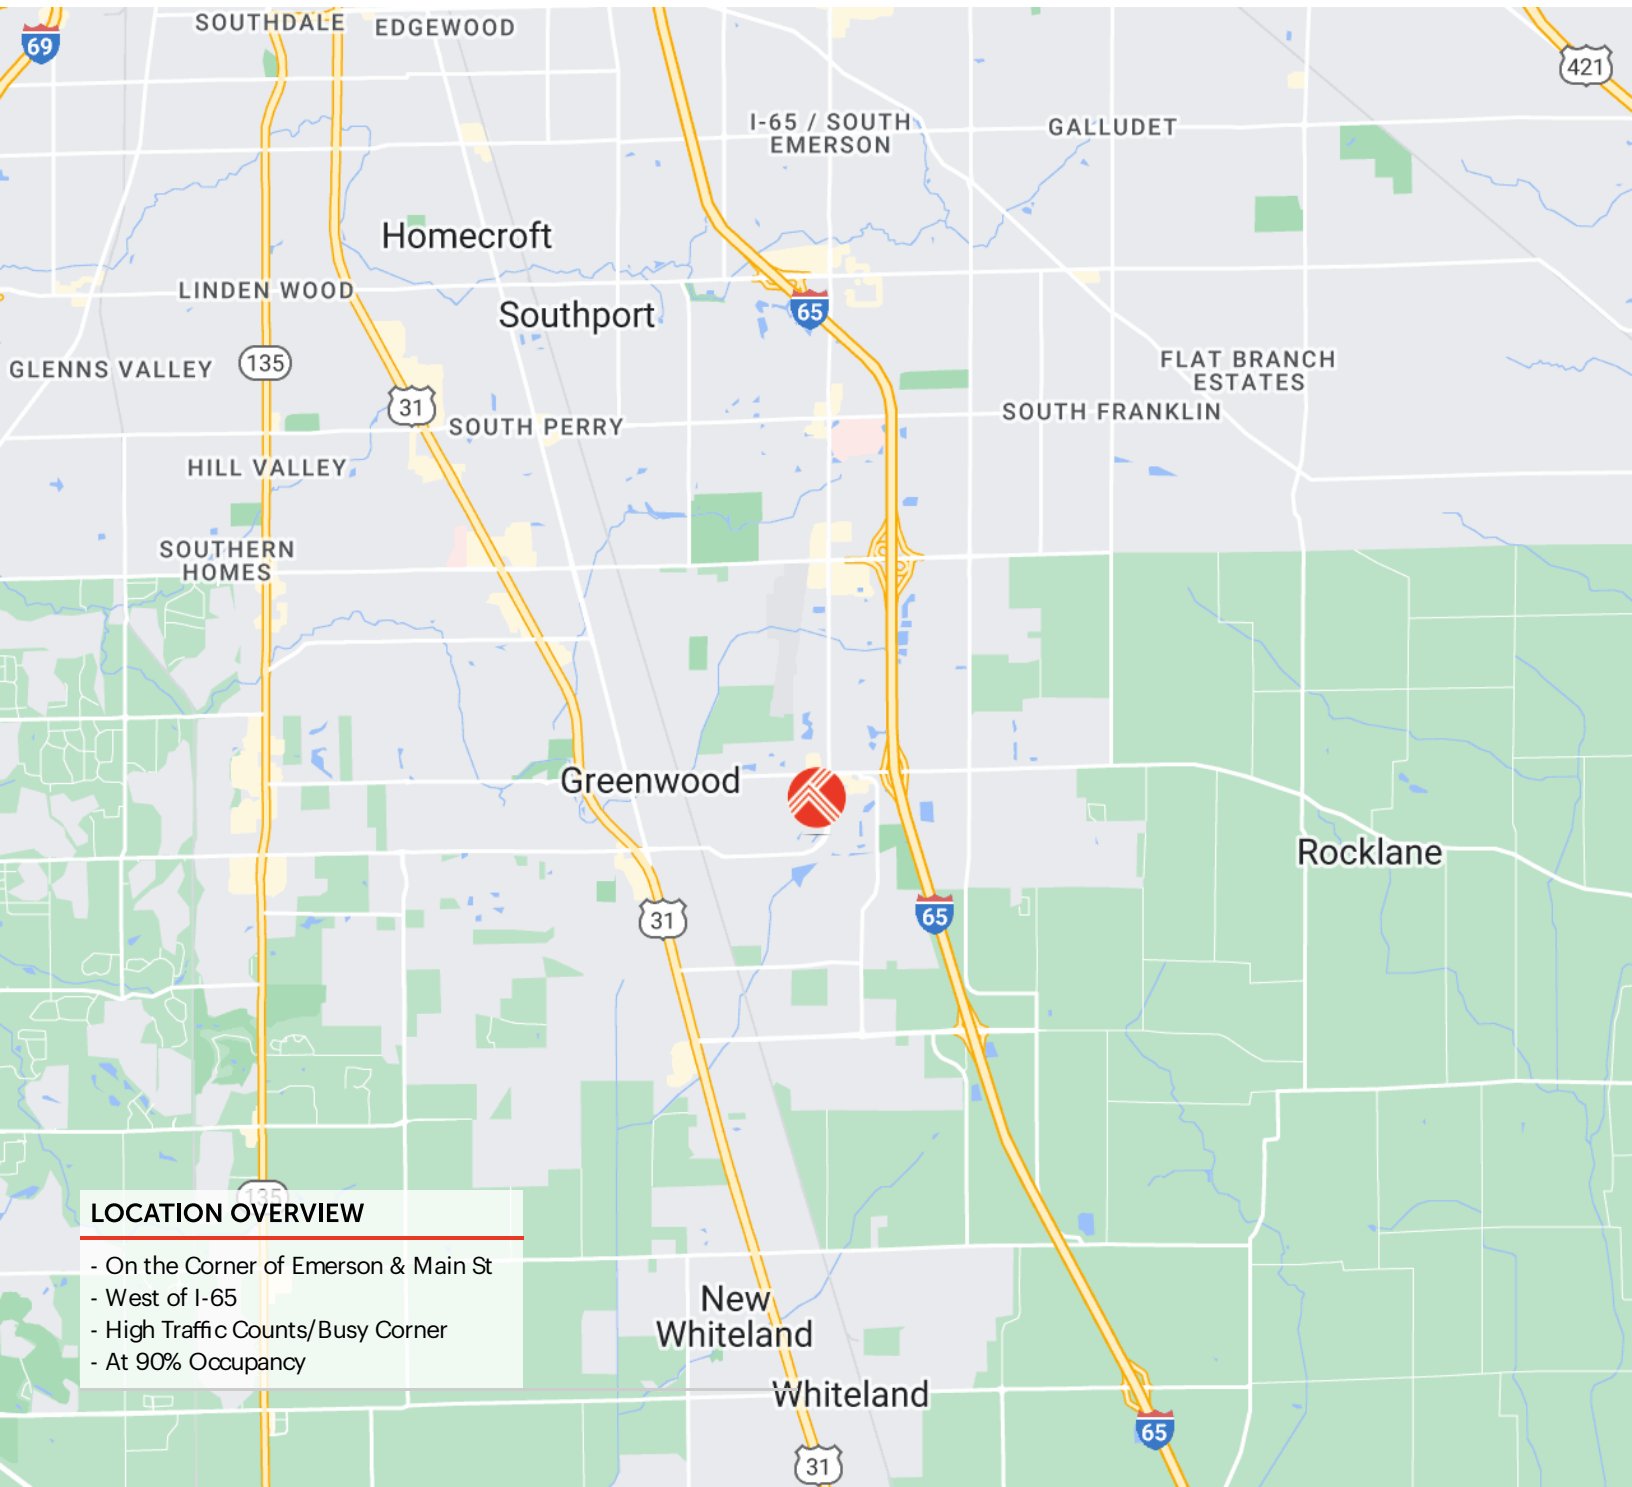 SOUTHDALE
EDGEWOOD
69
421
I-65 / SOUTH
EMERSON
GALLUDET
Homecroft
LINDEN WOOD
Southport
65
GLENNS VALLEY
135
FLAT BRANCH
ESTATES
31
SOUTH PERRY
SOUTH FRANKLIN
HILL VALLEY
SOUTHERN
HOMES
Greenwood
Rocklane
31
65
135
LOCATION OVERVIEW
- On the Corner of Emerson & Main St
- West of I-65
- High Traffic Counts/Busy Corner
- At 90% Occupancy
New
Whiteland
Whiteland
65
31